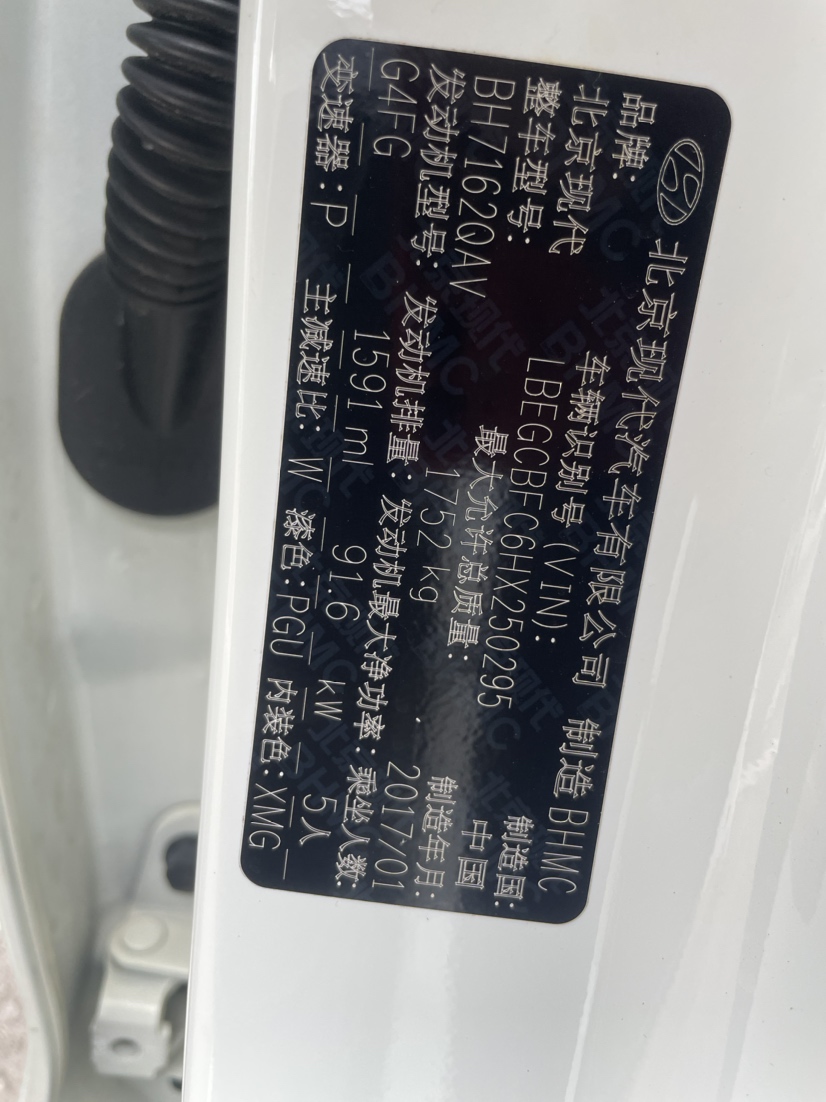 北京现代汽车有限公司 制造 BHMC
品牌: 车辆识别号 (VIN): 制造国:
北京现代 LBEGCBFC6HX250295 中国
整车型号: 最大允许总质量: 制造年月:
BH7162QAV 1752 kg 2017.01
发动机型号: 发动机排量: 发动机最大净功率: 乘坐人数:
G4FG 1591 ml 91.6 kW 5人
变速器: P 主减速比: W 漆色: PGU 内装色: XMG